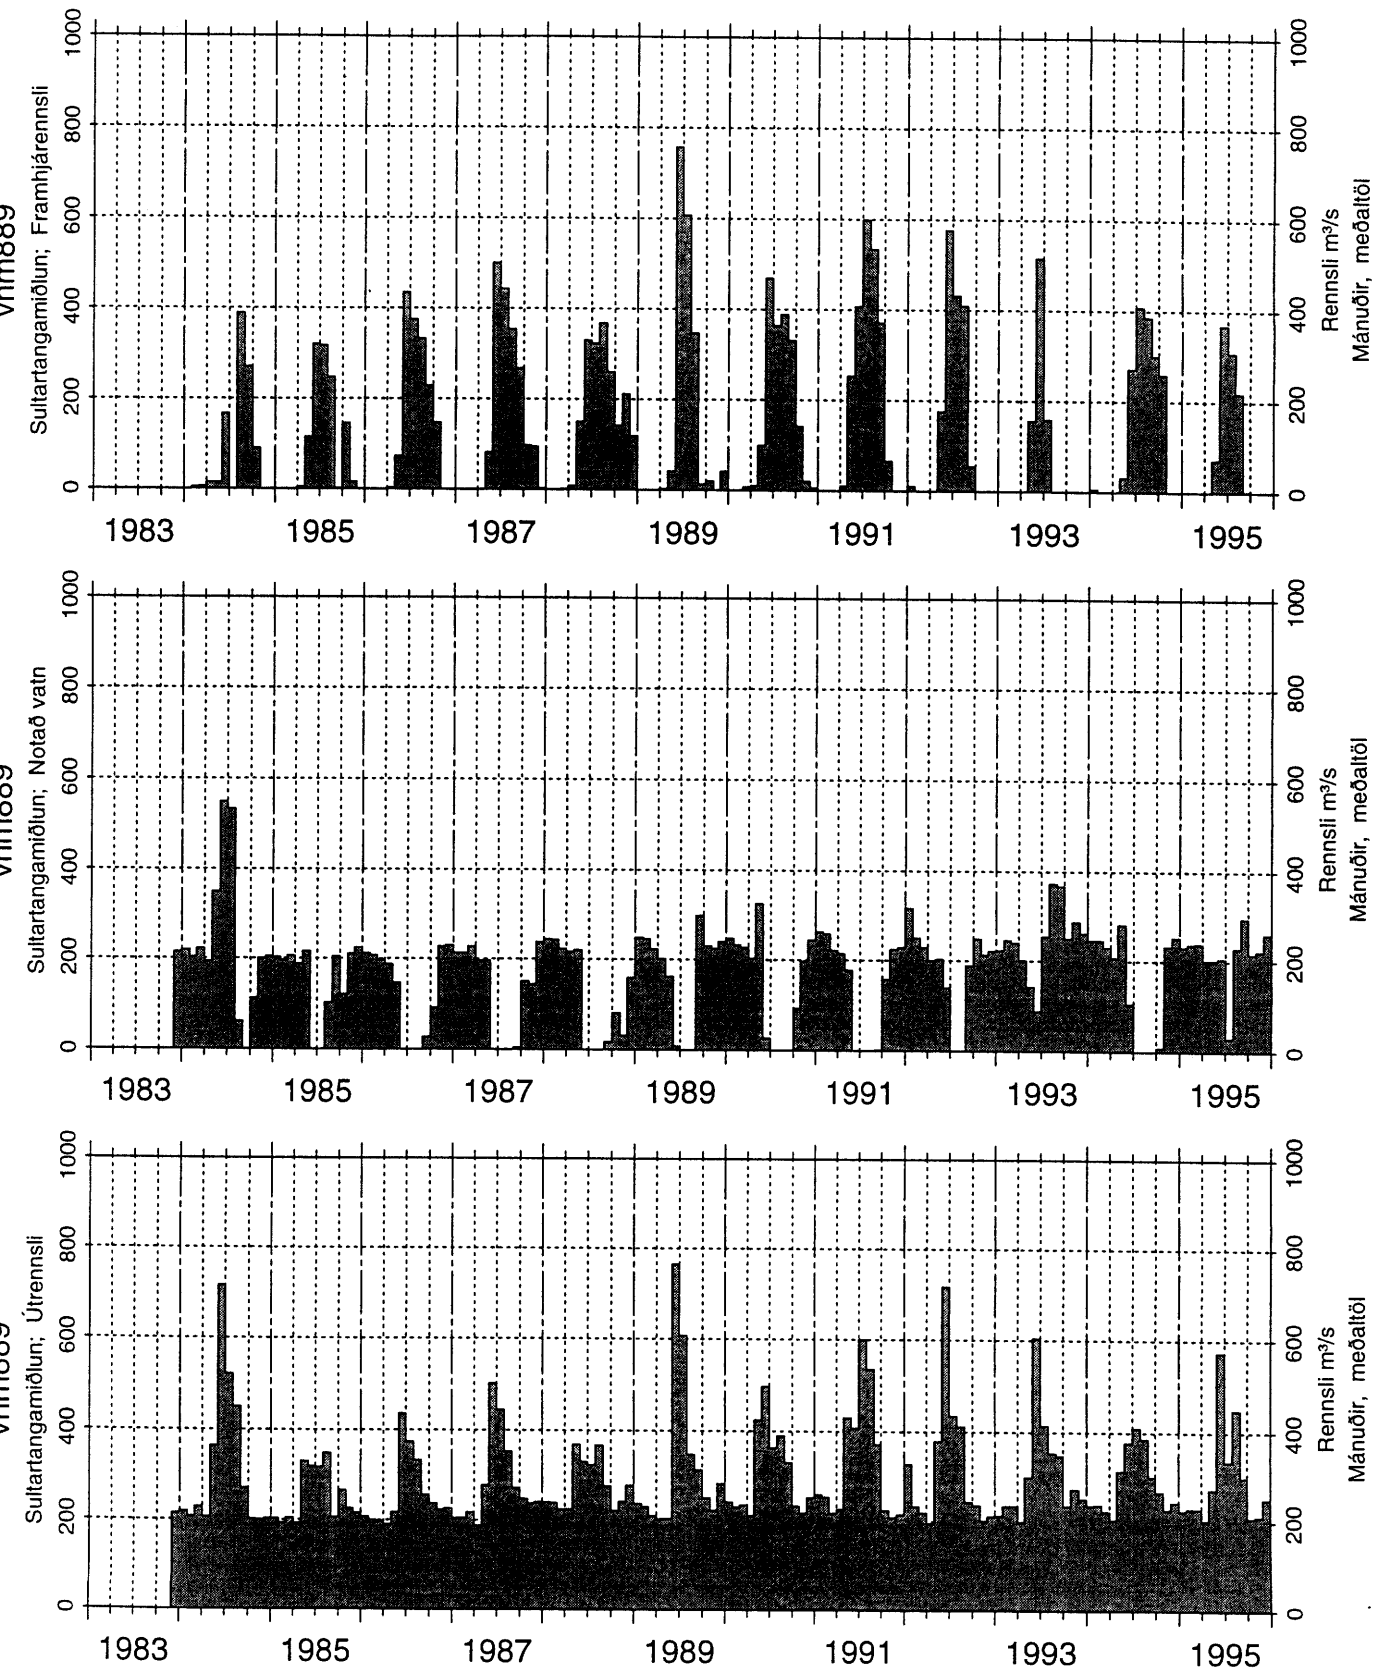 vhm889
Sultartangamiðlun; Framhjárennsli
0 200 400 600 800 1000
0 200 400 600 800 1000
Rennsli m³/s
Mánuðir, meðaltöl
1983 1985 1987 1989 1991 1993 1995
vhm889
Sultartangamiðlun; Notað vatn
0 200 400 600 800 1000
0 200 400 600 800 1000
Rennsli m³/s
Mánuðir, meðaltöl
1983 1985 1987 1989 1991 1993 1995
Sultartangamiðlun; Útrennsli
0 200 400 600 800 1000
0 200 400 600 800 1000
Rennsli m³/s
Mánuðir, meðaltöl
1983 1985 1987 1989 1991 1993 1995